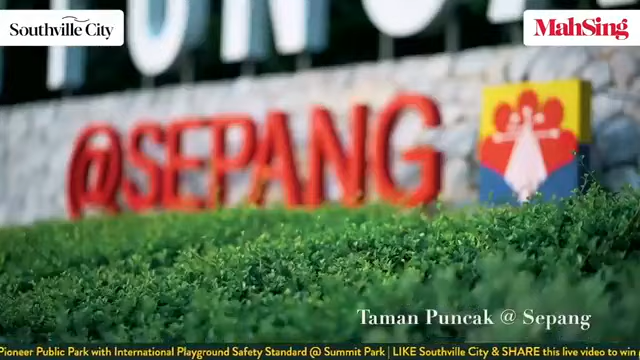 Southville City
MahSing
@SEPANG
Taman Puncak @ Sepang
Pioneer Public Park with International Playground Safety Standard @ Summit Park | LIKE Southville City & SHARE this live video to win